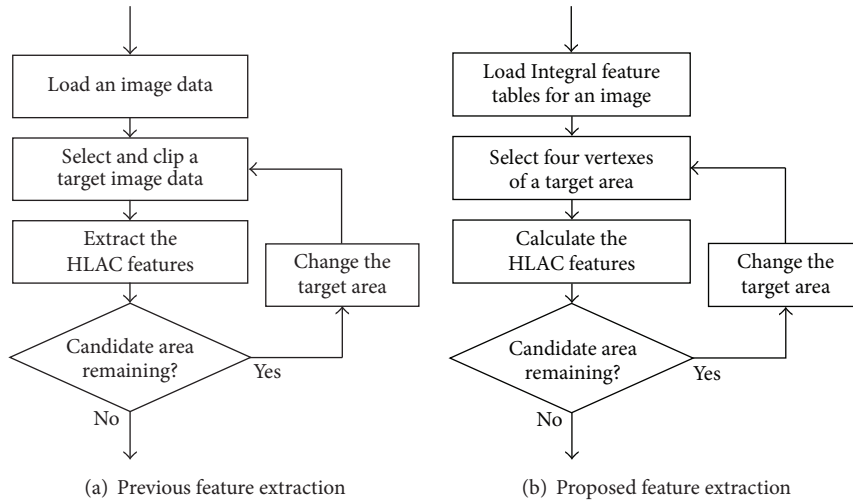 Load an image data
Select and clip a
target image data
Extract the
HLAC features
Change the
target area
Candidate area
remaining?
Yes
No
(a) Previous feature extraction
Load Integral feature
tables for an image
Select four vertexes
of a target area
Calculate the
HLAC features
Change the
target area
Candidate area
remaining?
Yes
No
(b) Proposed feature extraction